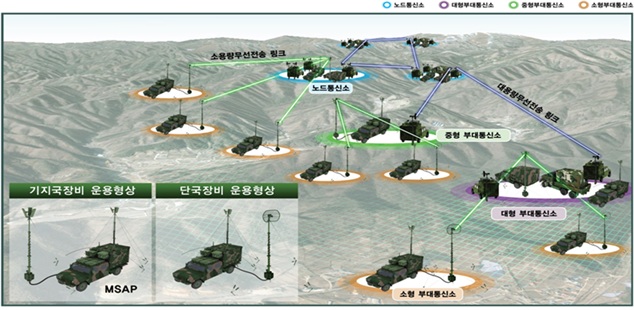 노드통신소 대형부대통신소 중형부대통신소 소형부대통신소
소용량무선전송 링크
노드통신소
대용량무선전송 링크
중형 부대통신소
기지국장비 운용형상
단국장비 운용형상
대형 부대통신소
MSAP
소형 부대통신소